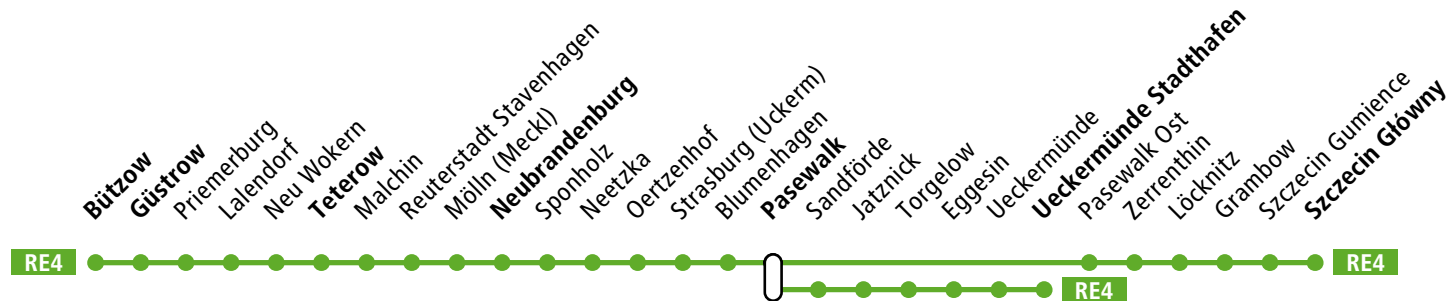 Bützow
Güstrow
Priemerburg
Lalendorf
Neu Wokern
Teterow
Malchin
Reuterstadt Stavenhagen
Mölln (Meckl)
Neubrandenburg
Sponholz
Neetzka
Oertzenhof
Strasburg (Uckerm)
Blumenhagen
Pasewalk
Sandförde
Jatznick
Torgelow
Eggesin
Ueckermünde
Ueckermünde Stadthafen
Pasewalk Ost
Zerrenthin
Löcknitz
Grambow
Szczecin Gumience
Szczecin Główny
RE4
RE4
RE4